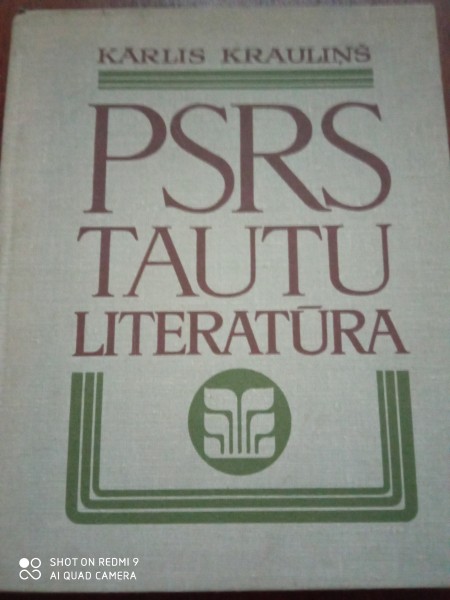 KĀRLIS KRAULIŅŠ
PSRS
TAUTU
LITERATŪRA
SHOT ON REDMI 9
AI QUAD CAMERA